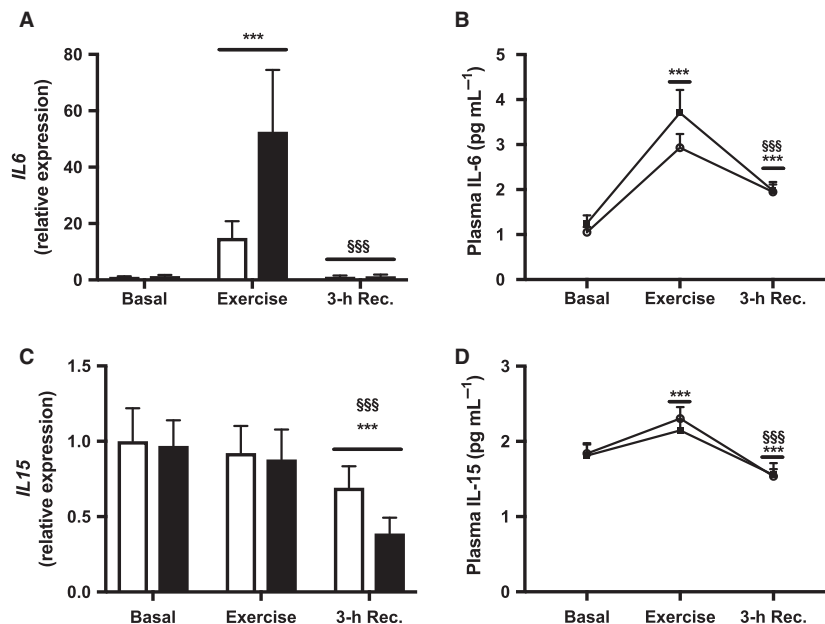 A
IL6
(relative expression)
80
60
40
20
0
***
§§§
Basal
Exercise
3-h Rec.
B
Plasma IL-6 (pg mL⁻¹)
5
4
3
2
1
0
***
§§§
***
Basal
Exercise
3-h Rec.
C
IL15
(relative expression)
1.5
1.0
0.5
0.0
§§§
***
Basal
Exercise
3-h Rec.
D
Plasma IL-15 (pg mL⁻¹)
3
2
1
0
***
§§§
***
Basal
Exercise
3-h Rec.